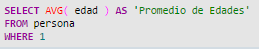 SELECT AVG( edad ) AS 'Promedio de Edades'
FROM persona
WHERE 1